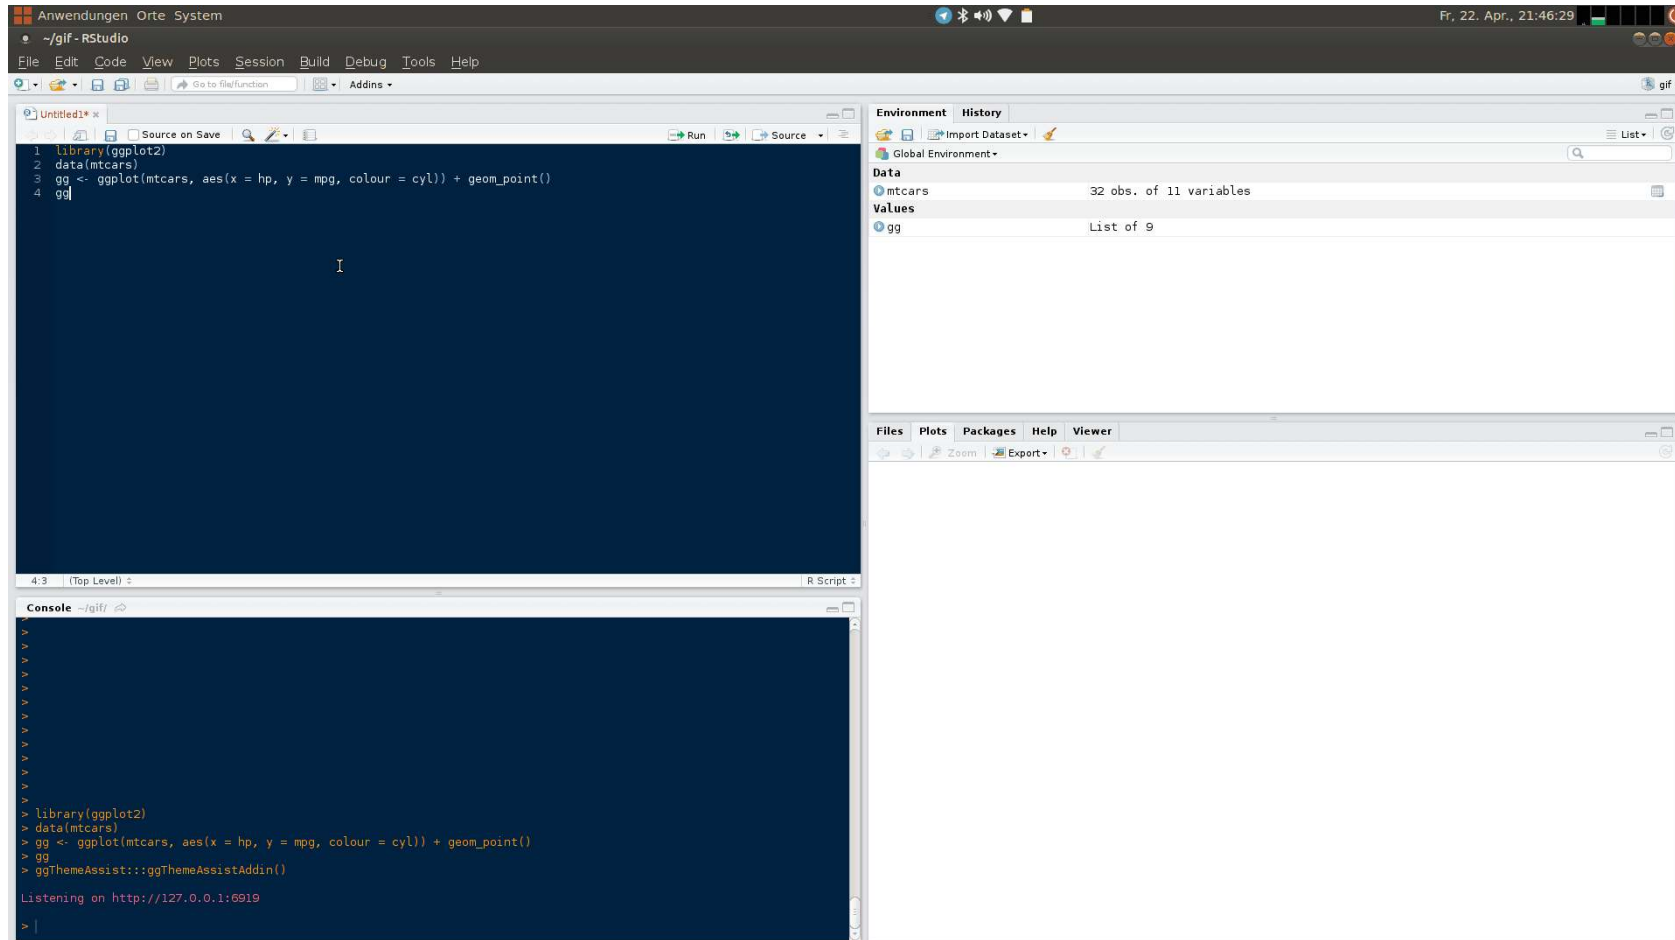 Anwendungen Orte System
Fr, 22. Apr., 21:46:29
~/gif - RStudio
File Edit Code View Plots Session Build Debug Tools Help
Go to file/function
Addins
gif
Untitled1*
Source on Save
Run
Source
1 library(ggplot2)
2 data(mtcars)
3 gg <- ggplot(mtcars, aes(x = hp, y = mpg, colour = cyl)) + geom_point()
4 gg
4:3 (Top Level)
R Script
Console ~/gif/
>
>
>
>
>
>
>
>
>
>
>
>
>
>
> library(ggplot2)
> data(mtcars)
> gg <- ggplot(mtcars, aes(x = hp, y = mpg, colour = cyl)) + geom_point()
> gg
> ggThemeAssist:::ggThemeAssistAddin()
Listening on http://127.0.0.1:6919
>
Environment History
Import Dataset
List
Global Environment
Data
mtcars 32 obs. of 11 variables
Values
gg List of 9
Files Plots Packages Help Viewer
Zoom Export